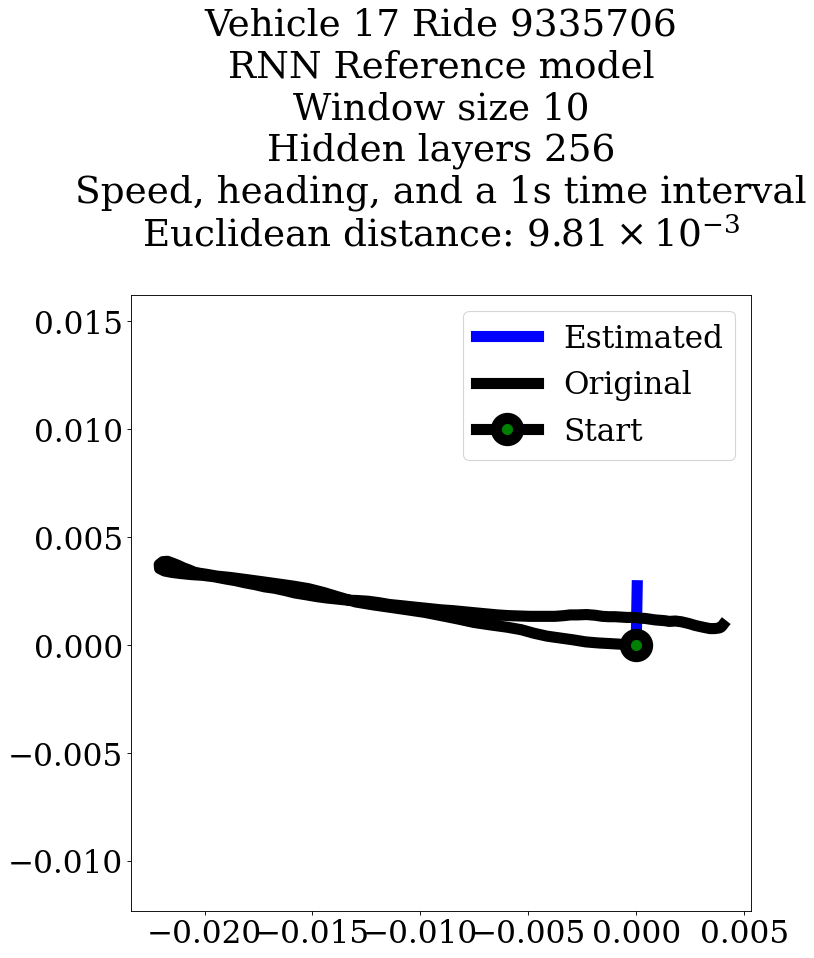 Vehicle 17 Ride 9335706
RNN Reference model
Window size 10
Hidden layers 256
Speed, heading, and a 1s time interval
Euclidean distance: 9.81 × 10⁻³
Estimated
Original
Start
0.015
0.010
0.005
0.000
−0.005
−0.010
−0.020 −0.015 −0.010 −0.005 0.000 0.005